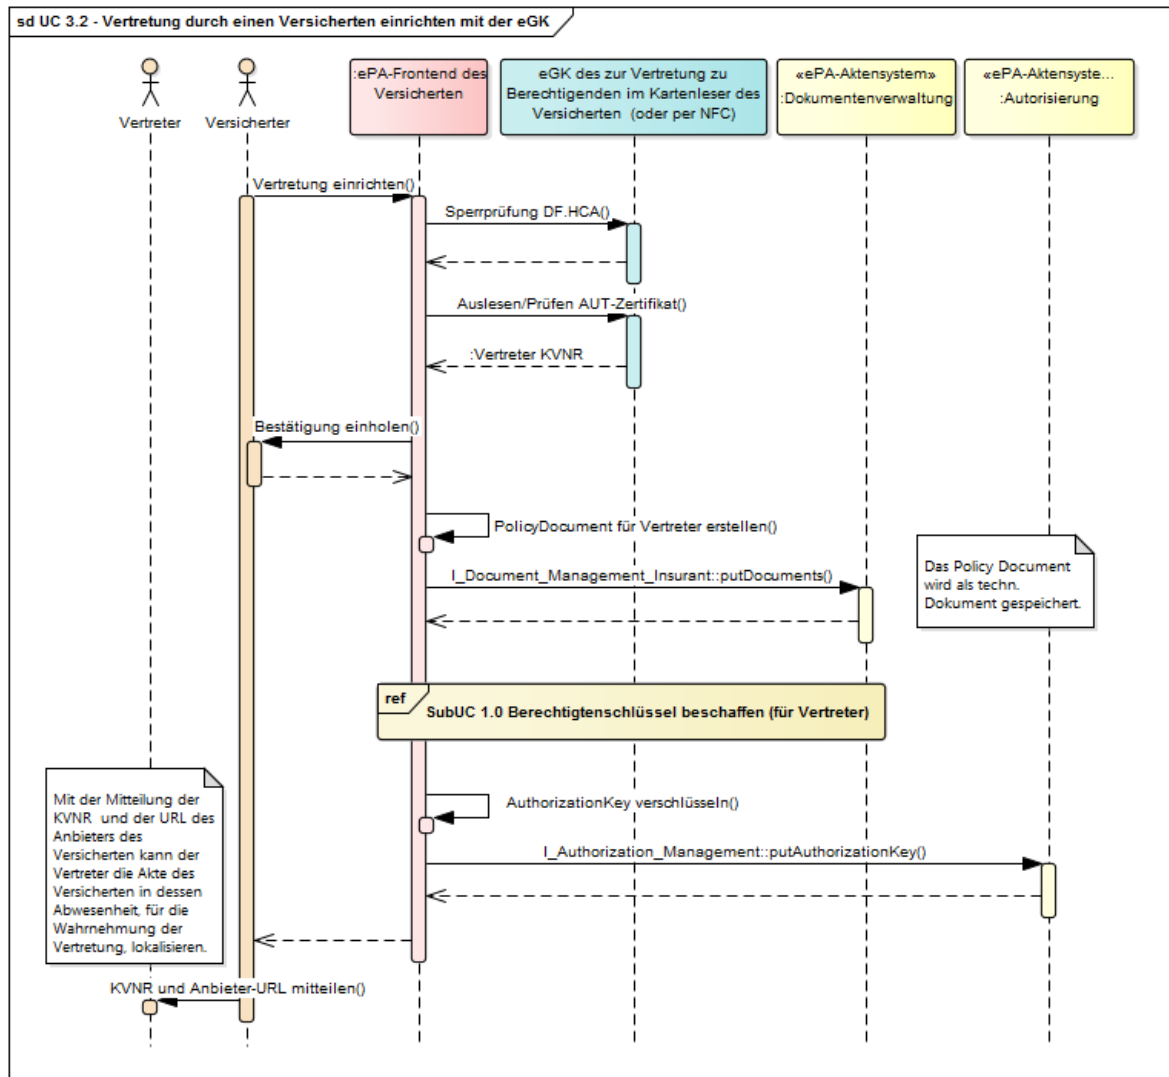 sd UC 3.2 - Vertretung durch einen Versicherten einrichten mit der eGK
Vertreter
Versicherter
:ePA-Frontend des
Versicherten
eGK des zur Vertretung zu
Berechtigenden im Kartenleser des
Versicherten (oder per NFC)
«ePA-Aktensystem»
:Dokumentenverwaltung
«ePA-Aktensyste...
:Autorisierung
Vertretung einrichten()
Sperrprüfung DF.HCA()
Auslesen/Prüfen AUT-Zertifikat()
:Vertreter KVNR
Bestätigung einholen()
PolicyDocument für Vertreter erstellen()
I_Document_Management_Insurant::putDocuments()
Das Policy Document
wird als techn.
Dokument gespeichert.
ref
SubUC 1.0 Berechtigtenschlüssel beschaffen (für Vertreter)
Mit der Mitteilung der
KVNR und der URL des
Anbieters des
Versicherten kann der
Vertreter die Akte des
Versicherten in dessen
Abwesenheit, für die
Wahrnehmung der
Vertretung, lokalisieren.
AuthorizationKey verschlüsseln()
I_Authorization_Management::putAuthorizationKey()
KVNR und Anbieter-URL mitteilen()